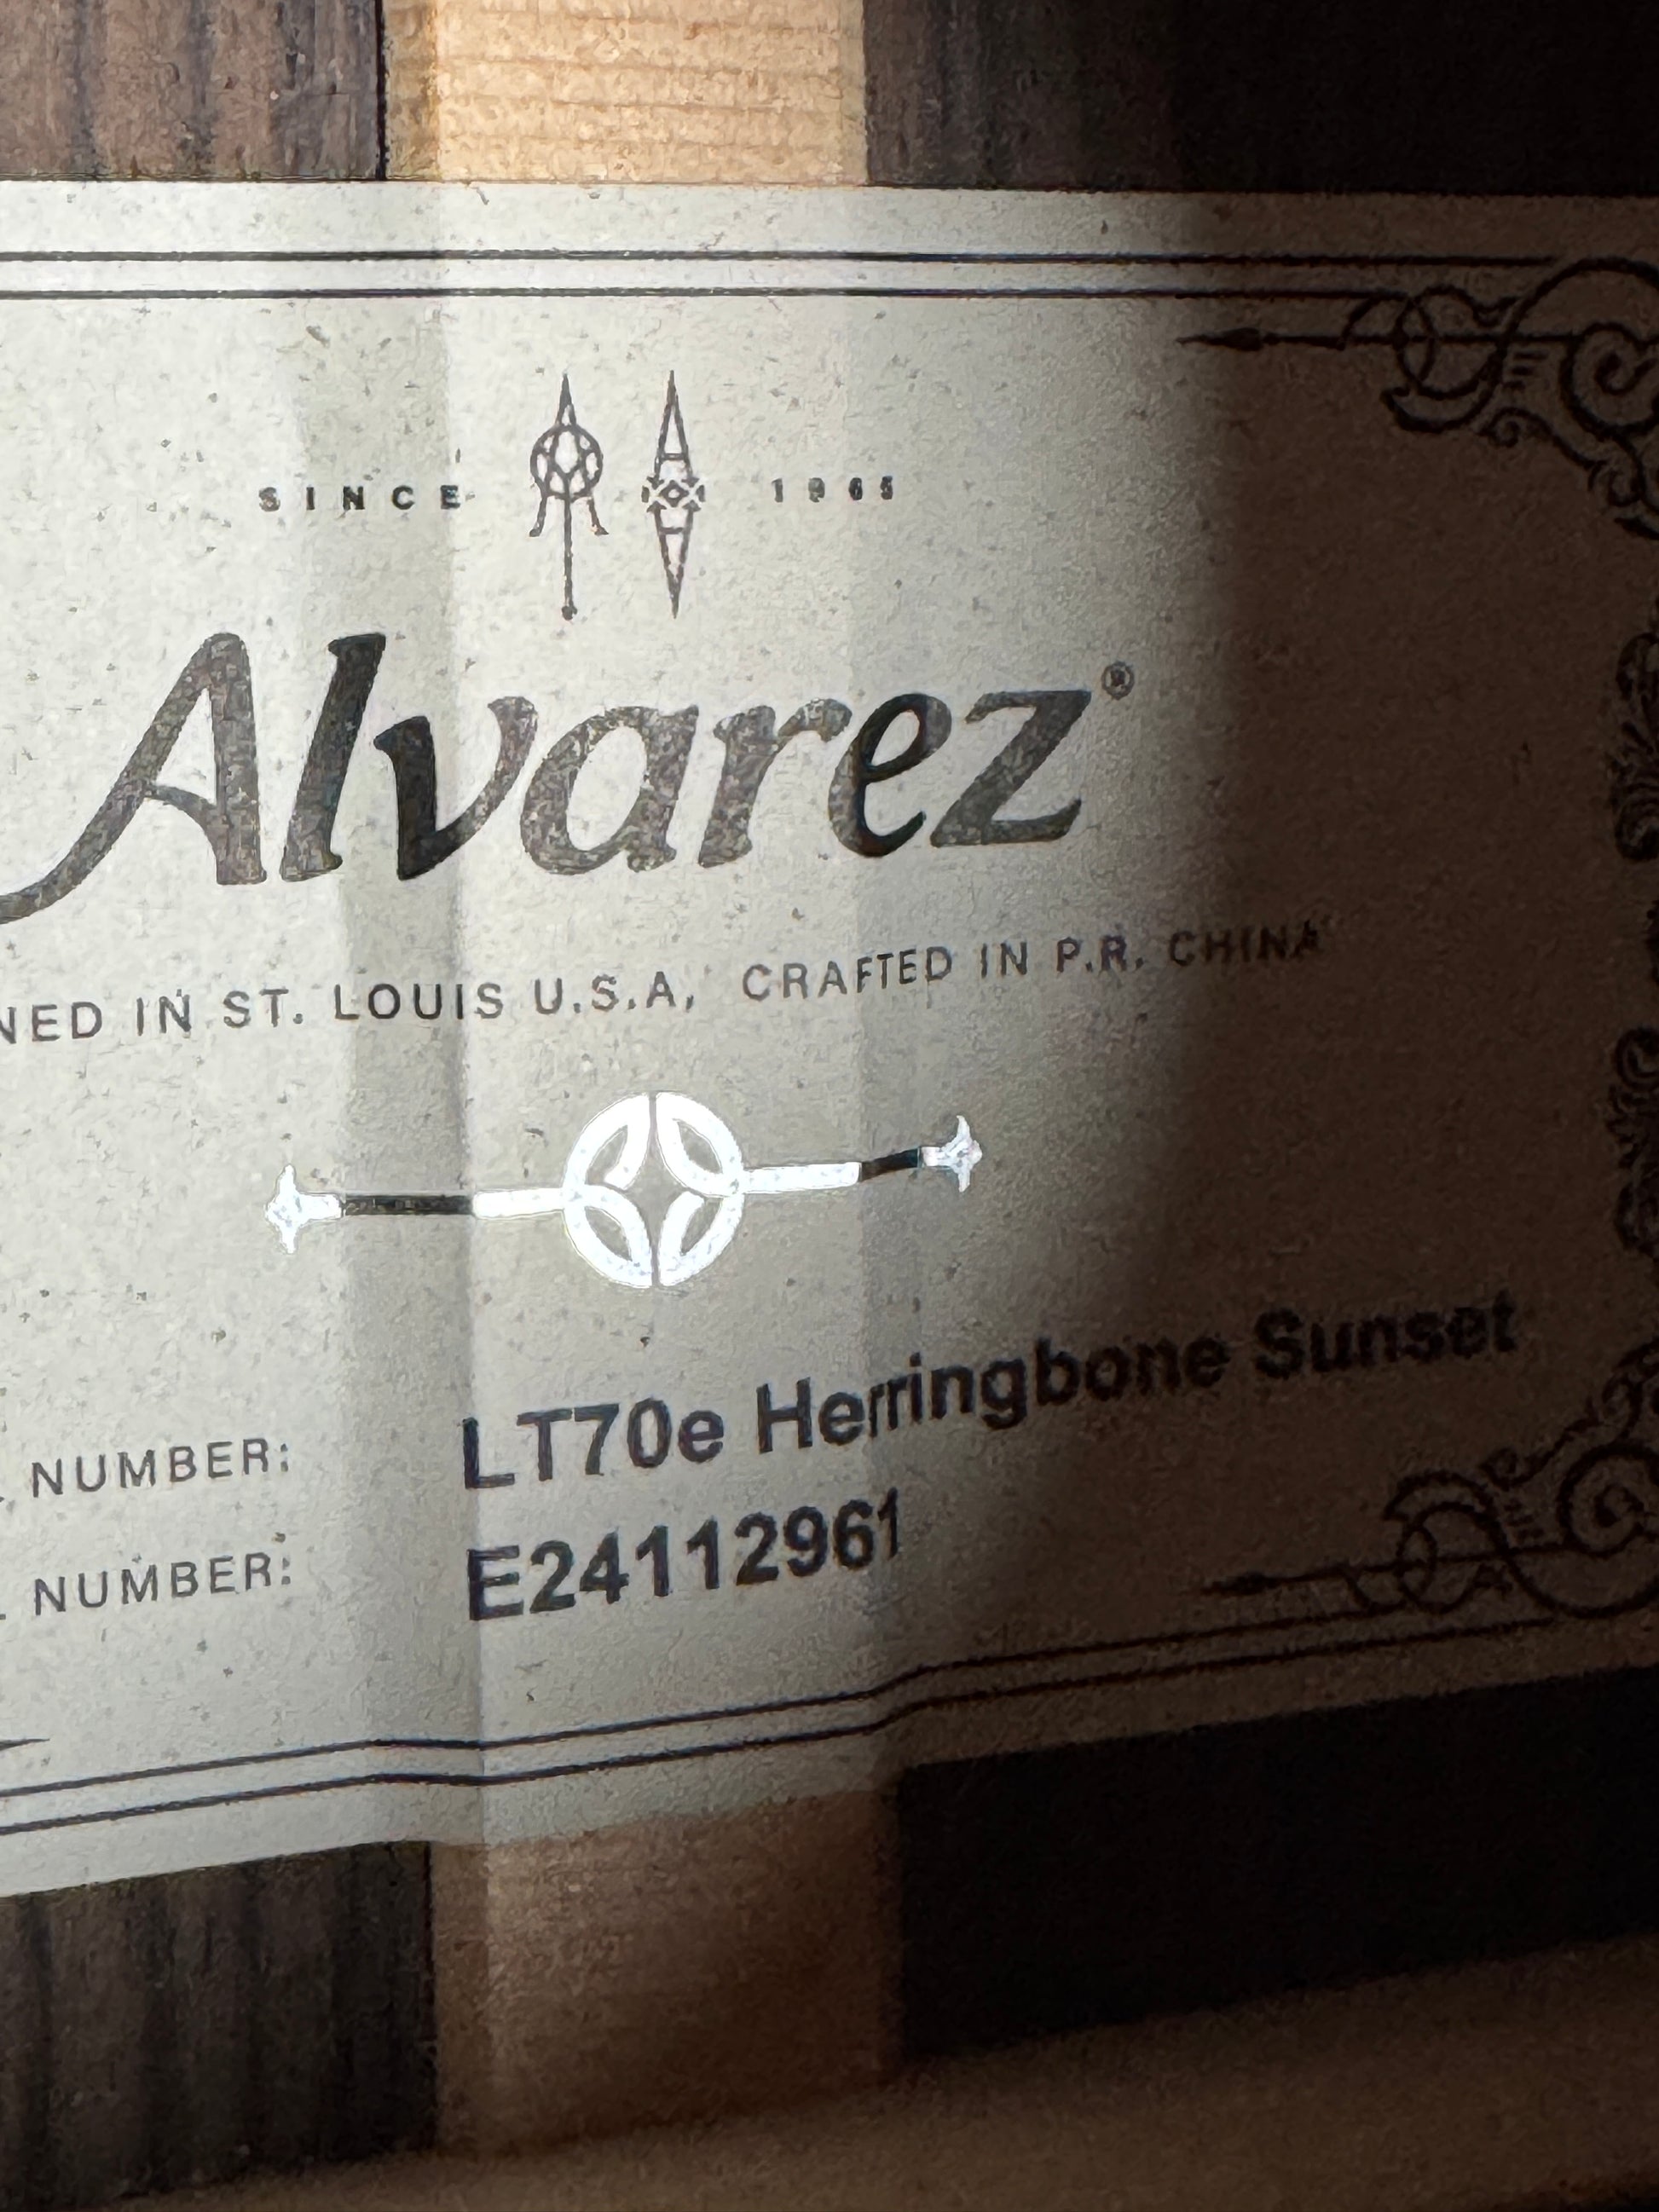 SINCE 1965
Alvarez®
NED IN ST. LOUIS U.S.A, CRAFTED IN P.R. CHINA
NUMBER: LT70e Herringbone Sunset
NUMBER: E24112961